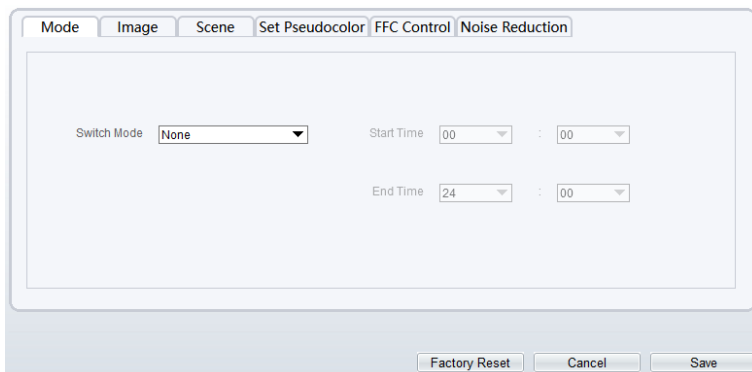 Mode Image Scene Set Pseudocolor FFC Control Noise Reduction
Switch Mode None Start Time 00 : 00
End Time 24 : 00
Factory Reset Cancel Save